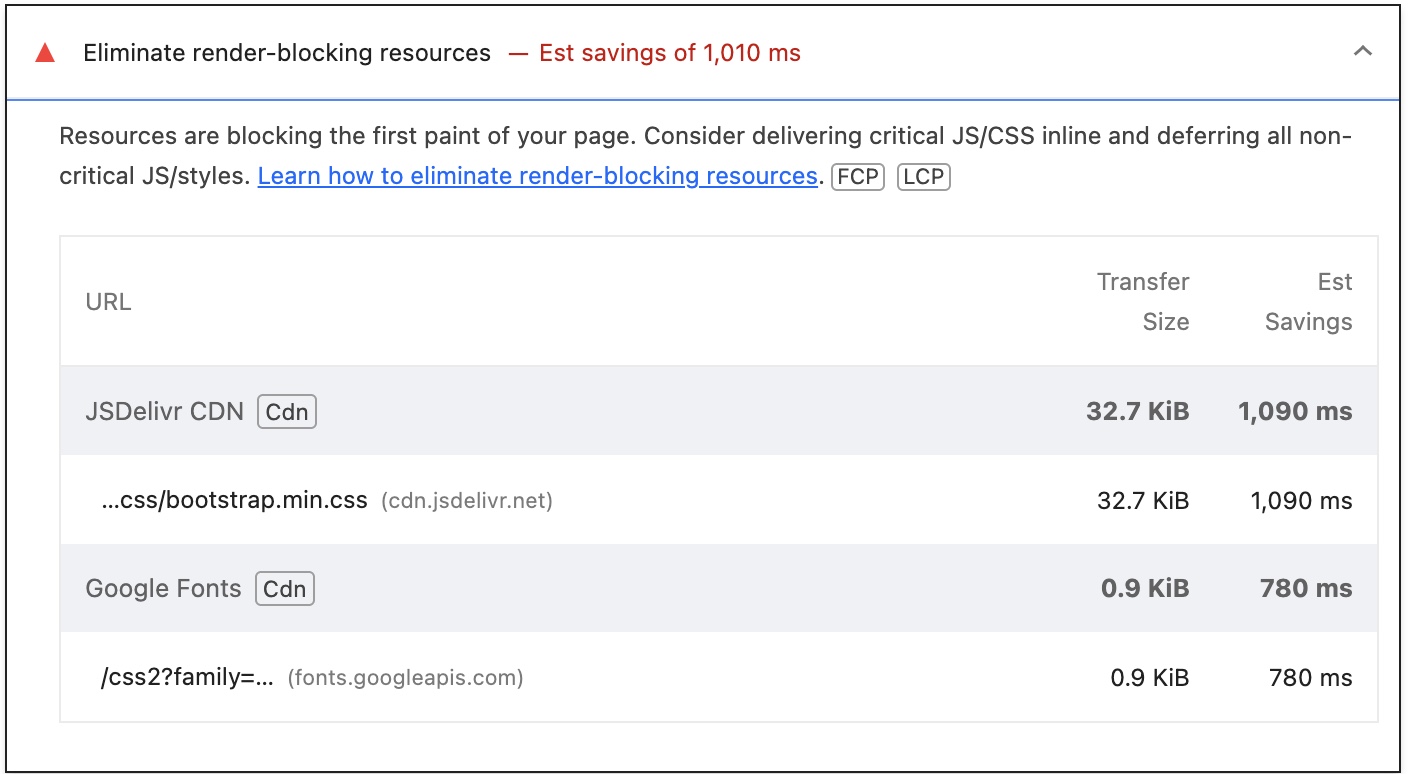 Eliminate render-blocking resources — Est savings of 1,010 ms
Resources are blocking the first paint of your page. Consider delivering critical JS/CSS inline and deferring all non-
critical JS/styles. Learn how to eliminate render-blocking resources. FCP LCP
URL Transfer Size Est Savings
JSDelivr CDN Cdn 32.7 KiB 1,090 ms
...css/bootstrap.min.css (cdn.jsdelivr.net) 32.7 KiB 1,090 ms
Google Fonts Cdn 0.9 KiB 780 ms
/css2?family=... (fonts.googleapis.com) 0.9 KiB 780 ms